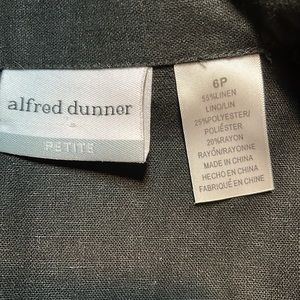 alfred dunner
PETITE
6P
55%LINEN
LINO/LIN
25%POLYESTER/
POLIÉSTER
20%RAYON
RAYÓN/RAYONNE
MADE IN CHINA
HECHO EN CHINA
FABRIQUÉ EN CHINE